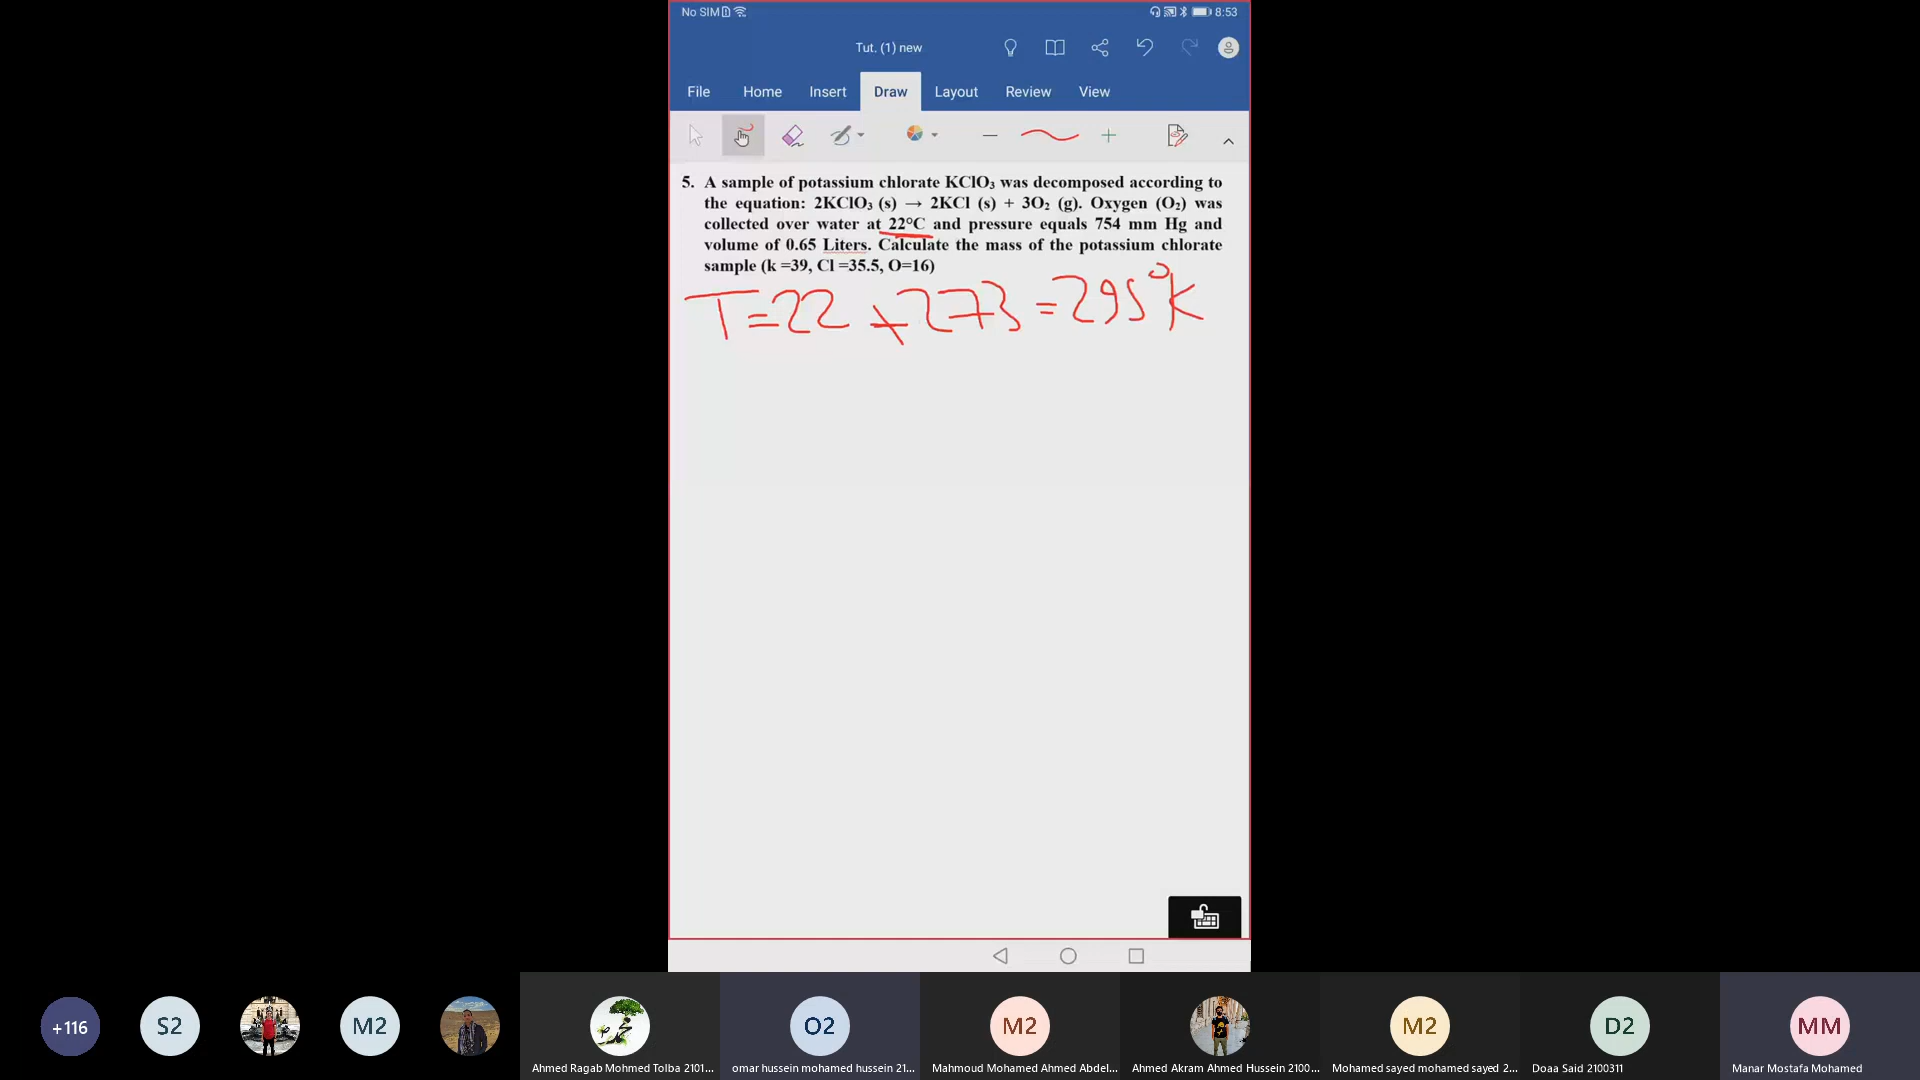 No SIM 8:53
Tut. (1) new
File Home Insert Draw Layout Review View
5. A sample of potassium chlorate KClO₃ was decomposed according to
the equation: 2KClO₃ (s) → 2KCl (s) + 3O₂ (g). Oxygen (O₂) was
collected over water at 22°C and pressure equals 754 mm Hg and
volume of 0.65 Liters. Calculate the mass of the potassium chlorate
sample (k =39, Cl =35.5, O=16)
T=22 +273 =295°K
+116 S2 M2 O2 M2 M2 D2 MM
Ahmed Ragab Mohmed Tolba 2101... omar hussein mohamed hussein 21... Mahmoud Mohamed Ahmed Abdel... Ahmed Akram Ahmed Hussein 2100... Mohamed sayed mohamed sayed 2... Doaa Said 2100311 Manar Mostafa Mohamed